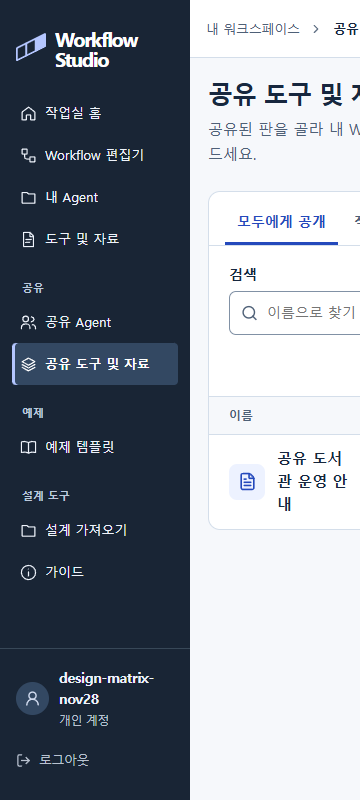 Workflow
Studio
작업실 홈
Workflow 편집기
내 Agent
도구 및 자료
공유
공유 Agent
공유 도구 및 자료
예제
예제 템플릿
설계 도구
설계 가져오기
가이드
design-matrix-
nov28
개인 계정
로그아웃
내 워크스페이스 > 공유
공유 도구 및
공유된 판을 골라 내
드세요.
모두에게 공개
검색
이름으로 찾기
이름
공유 도서
관 운영 안
내